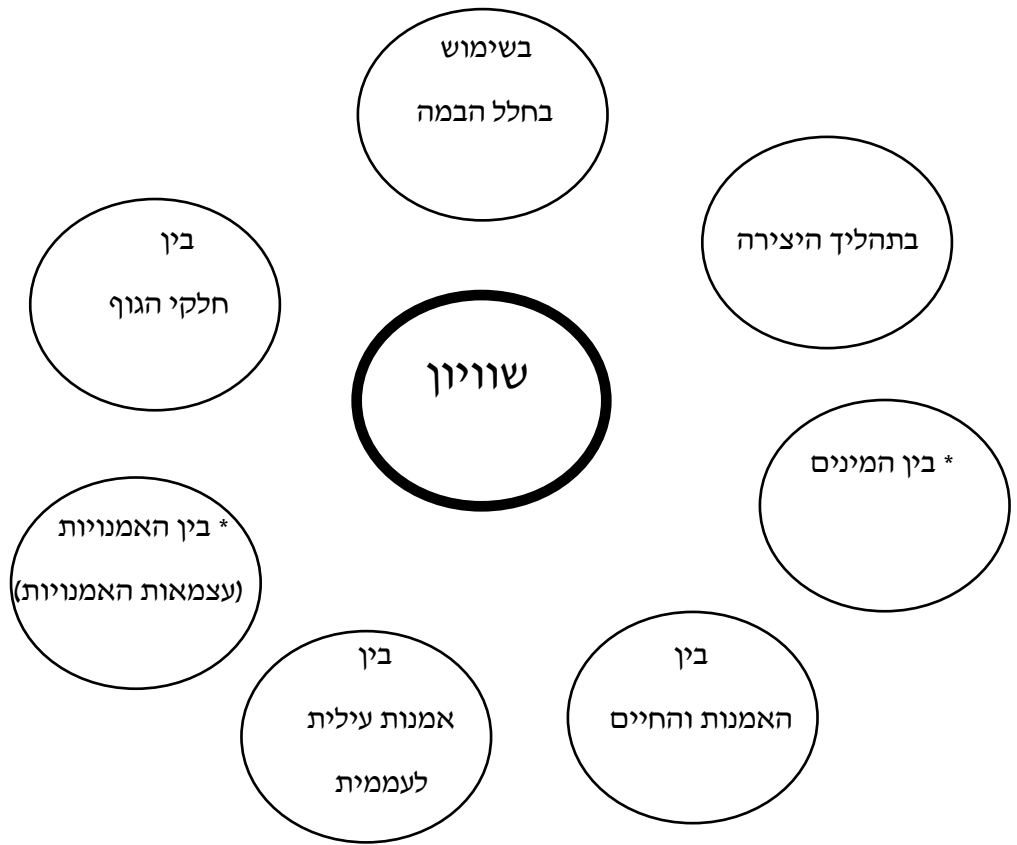 בשימוש
בחלל הבמה
בתהליך היצירה
בין
חלקי הגוף
שוויון
* בין המינים
* בין האמנויות
(עצמאות האמנויות)
בין
האמנות והחיים
בין
אמנות עילית
לעממית